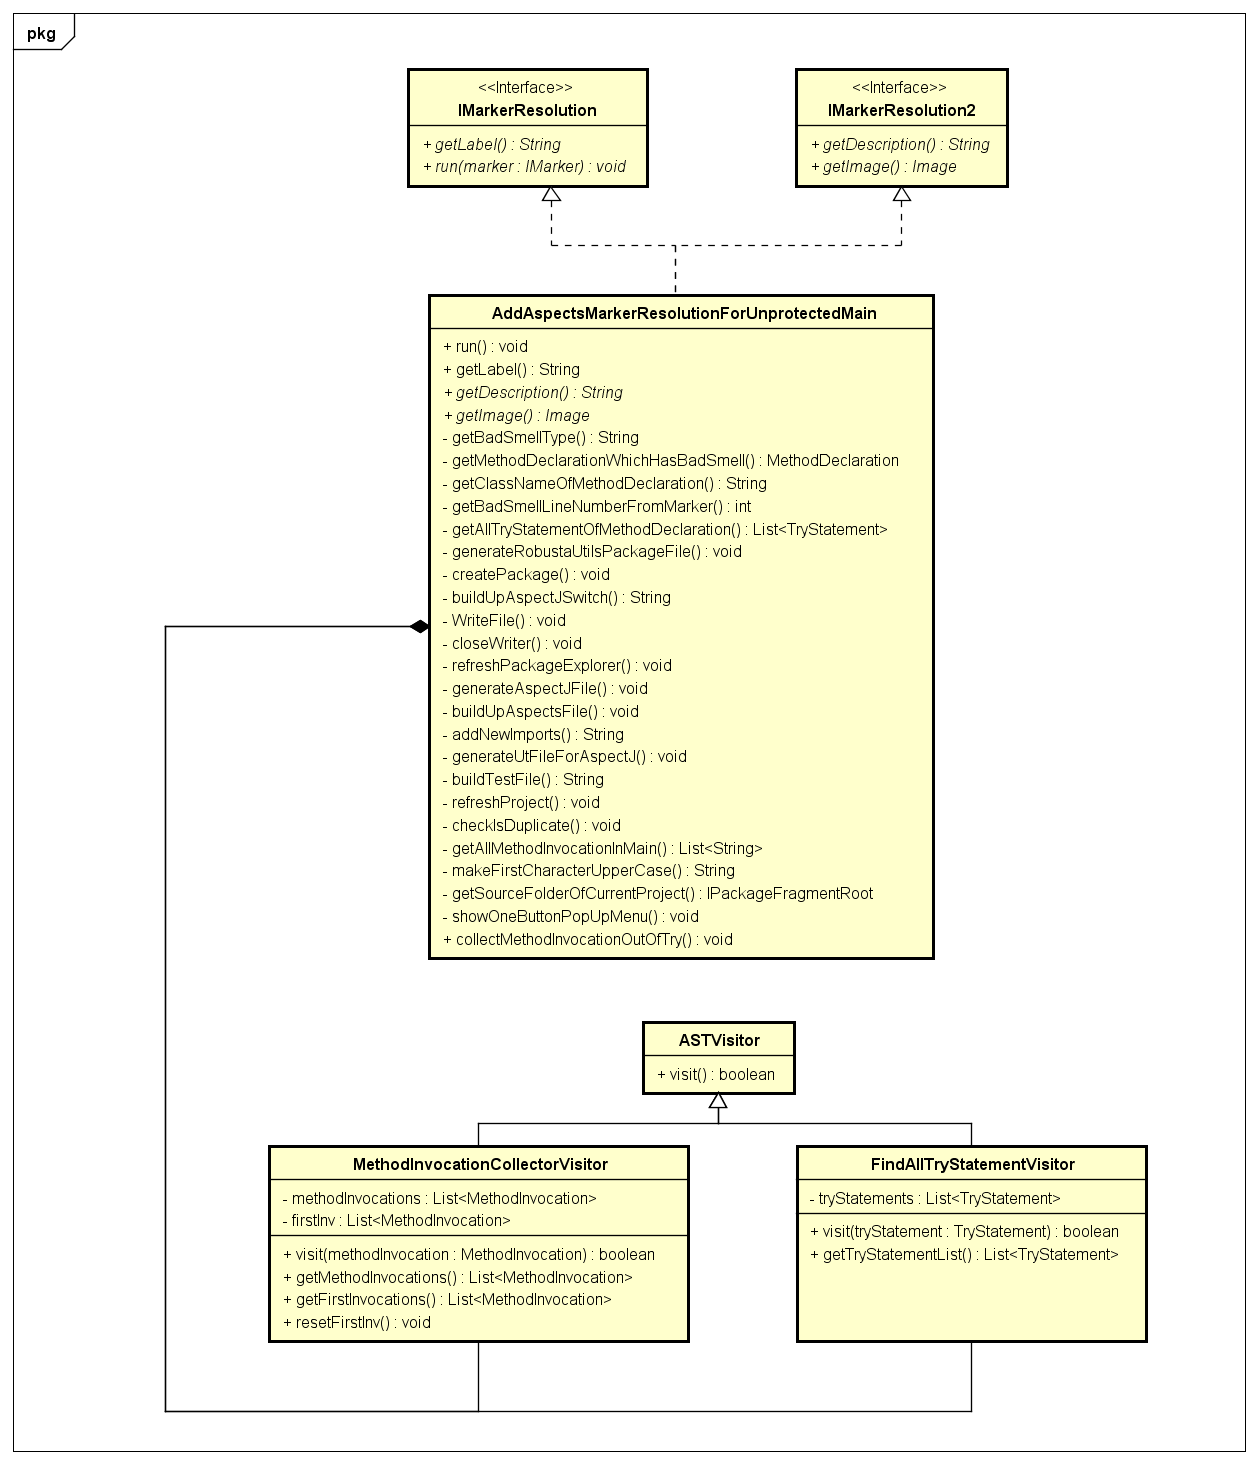 pkg
<<Interface>>
IMarkerResolution
+ getLabel() : String
+ run(marker : IMarker) : void
<<Interface>>
IMarkerResolution2
+ getDescription() : String
+ getImage() : Image
AddAspectsMarkerResolutionForUnprotectedMain
+ run() : void
+ getLabel() : String
+ getDescription() : String
+ getImage() : Image
- getBadSmellType() : String
- getMethodDeclarationWhichHasBadSmell() : MethodDeclaration
- getClassNameOfMethodDeclaration() : String
- getBadSmellLineNumberFromMarker() : int
- getAllTryStatementOfMethodDeclaration() : List<TryStatement>
- generateRobustaUtilsPackageFile() : void
- createPackage() : void
- buildUpAspectJSwitch() : String
- WriteFile() : void
- closeWriter() : void
- refreshPackageExplorer() : void
- generateAspectJFile() : void
- buildUpAspectsFile() : void
- addNewImports() : String
- generateUtFileForAspectJ() : void
- buildTestFile() : String
- refreshProject() : void
- checkIsDuplicate() : void
- getAllMethodInvocationInMain() : List<String>
- makeFirstCharacterUpperCase() : String
- getSourceFolderOfCurrentProject() : IPackageFragmentRoot
- showOneButtonPopUpMenu() : void
+ collectMethodInvocationOutOfTry() : void
ASTVisitor
+ visit() : boolean
MethodInvocationCollectorVisitor
- methodInvocations : List<MethodInvocation>
- firstInv : List<MethodInvocation>
+ visit(methodInvocation : MethodInvocation) : boolean
+ getMethodInvocations() : List<MethodInvocation>
+ getFirstInvocations() : List<MethodInvocation>
+ resetFirstInv() : void
FindAllTryStatementVisitor
- tryStatements : List<TryStatement>
+ visit(tryStatement : TryStatement) : boolean
+ getTryStatementList() : List<TryStatement>